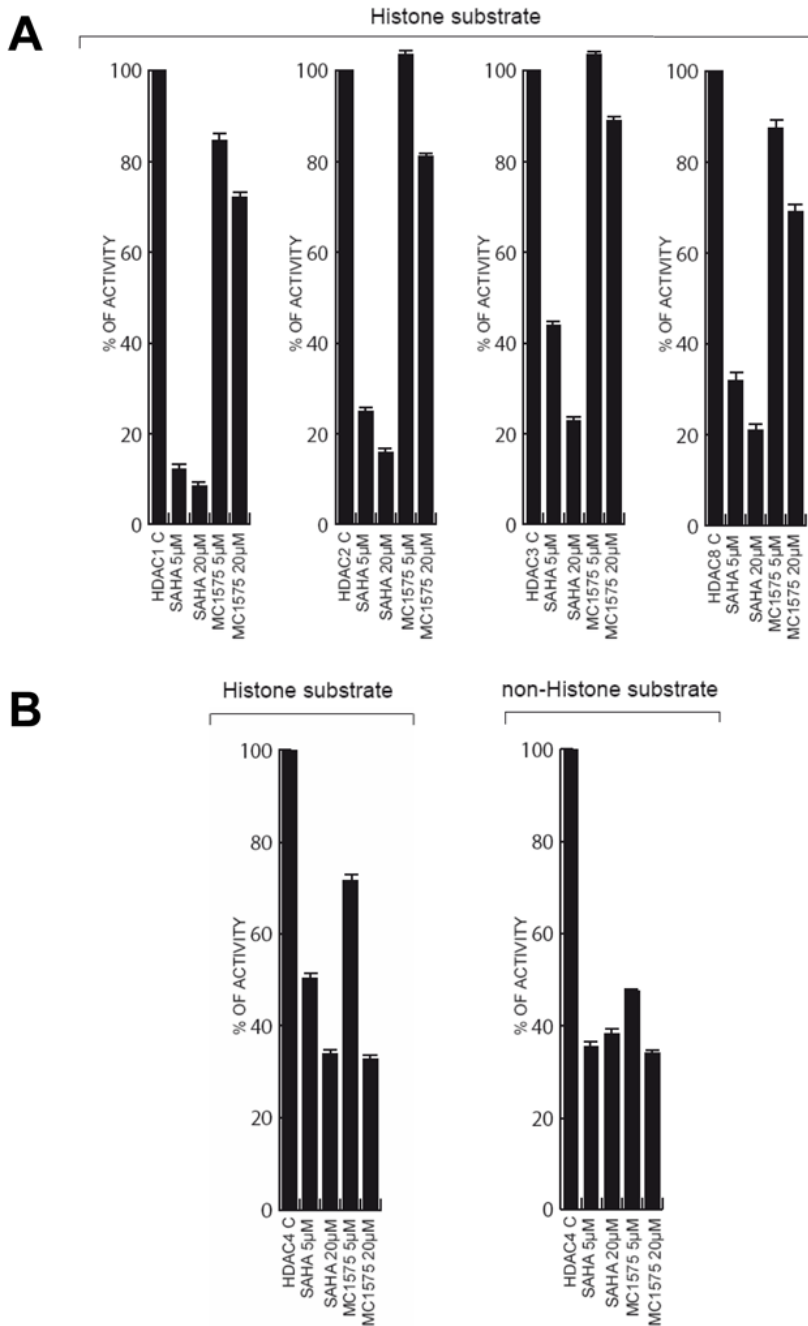 A
Histone substrate
% OF ACTIVITY
100
80
60
40
20
0
HDAC1 C
SAHA 5µM
SAHA 20µM
MC1575 5µM
MC1575 20µM
% OF ACTIVITY
100
80
60
40
20
0
HDAC2 C
SAHA 5µM
SAHA 20µM
MC1575 5µM
MC1575 20µM
% OF ACTIVITY
100
80
60
40
20
0
HDAC3 C
SAHA 5µM
SAHA 20µM
MC1575 5µM
MC1575 20µM
% OF ACTIVITY
100
80
60
40
20
0
HDAC8 C
SAHA 5µM
SAHA 20µM
MC1575 5µM
MC1575 20µM
B
Histone substrate
% OF ACTIVITY
100
80
60
40
20
0
HDAC4 C
SAHA 5µM
SAHA 20µM
MC1575 5µM
MC1575 20µM
non-Histone substrate
% OF ACTIVITY
100
80
60
40
20
0
HDAC4 C
SAHA 5µM
SAHA 20µM
MC1575 5µM
MC1575 20µM